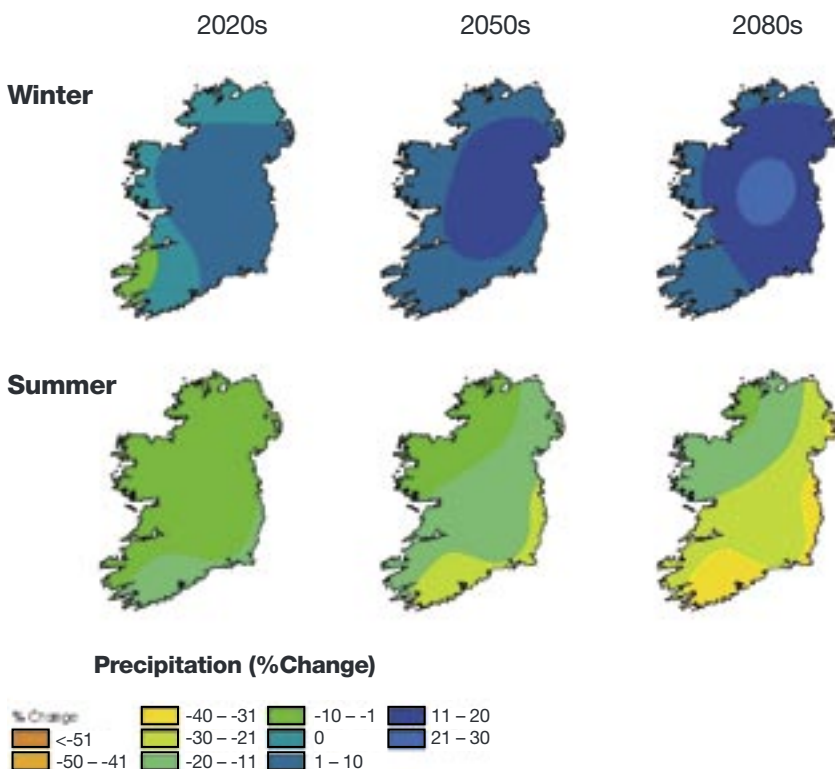 2020s 2050s 2080s
Winter
Summer
Precipitation (%Change)
% Change
<-51
-50 – -41
-40 – -31
-30 – -21
-20 – -11
-10 – -1
0
1 – 10
11 – 20
21 – 30